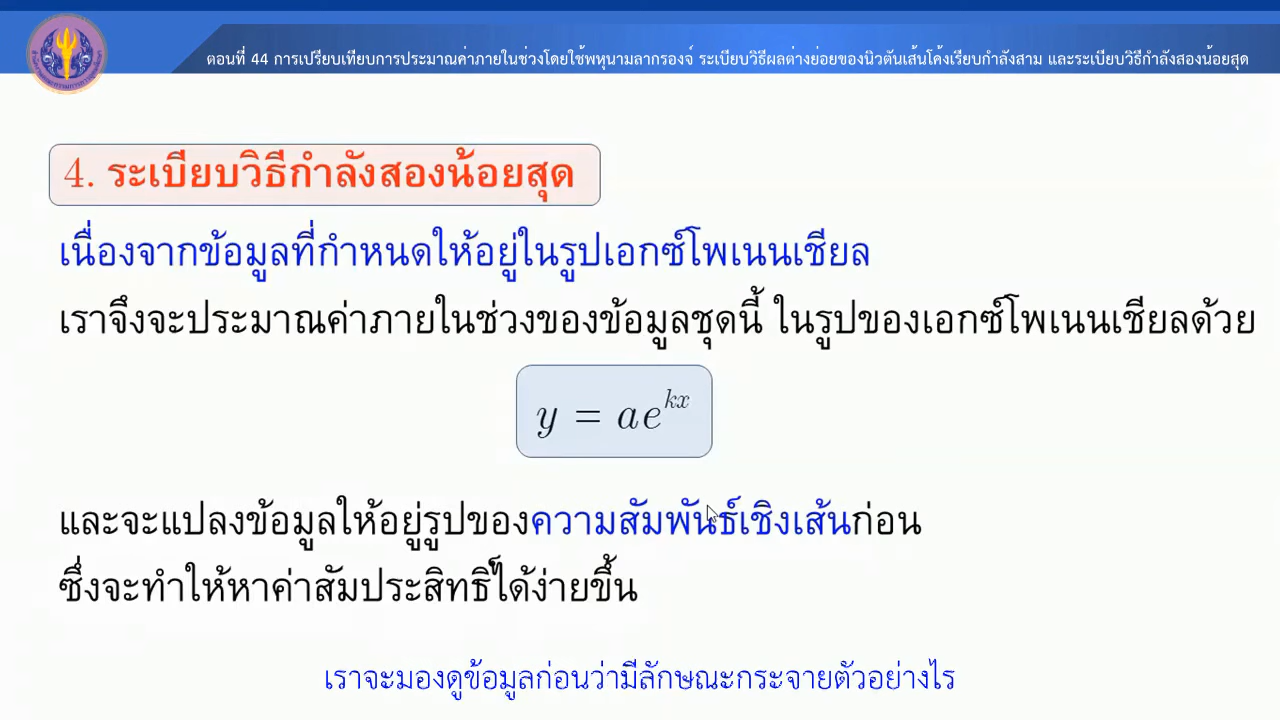 ตอนที่ 44 การเปรียบเทียบการประมาณค่าภายในช่วงโดยใช้พหุนามลากรองจ์ ระเบียบวิธีผลต่างย่อยของนิวตันเส้นโค้งเรียบกำลังสาม และระเบียบวิธีกำลังสองน้อยสุด
4. ระเบียบวิธีกำลังสองน้อยสุด
เนื่องจากข้อมูลที่กำหนดให้อยู่ในรูปเอกซ์โพเนนเชียล
เราจึงจะประมาณค่าภายในช่วงของข้อมูลชุดนี้ ในรูปของเอกซ์โพเนนเชียลด้วย
y = ae^{kx}
และจะแปลงข้อมูลให้อยู่รูปของความสัมพันธ์เชิงเส้นก่อน
ซึ่งจะทำให้หาค่าสัมประสิทธิ์ได้ง่ายขึ้น
เราจะมองดูข้อมูลก่อนว่ามีลักษณะกระจายตัวอย่างไร